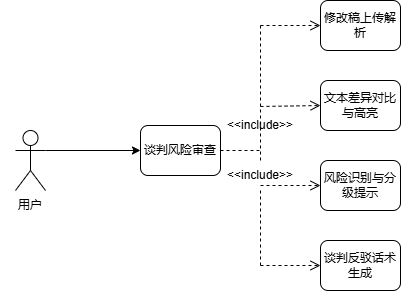 修改稿上传解
析
文本差异对比
与高亮
<<include>>
谈判风险审查
<<include>>
风险识别与分
级提示
用户
谈判反驳话术
生成